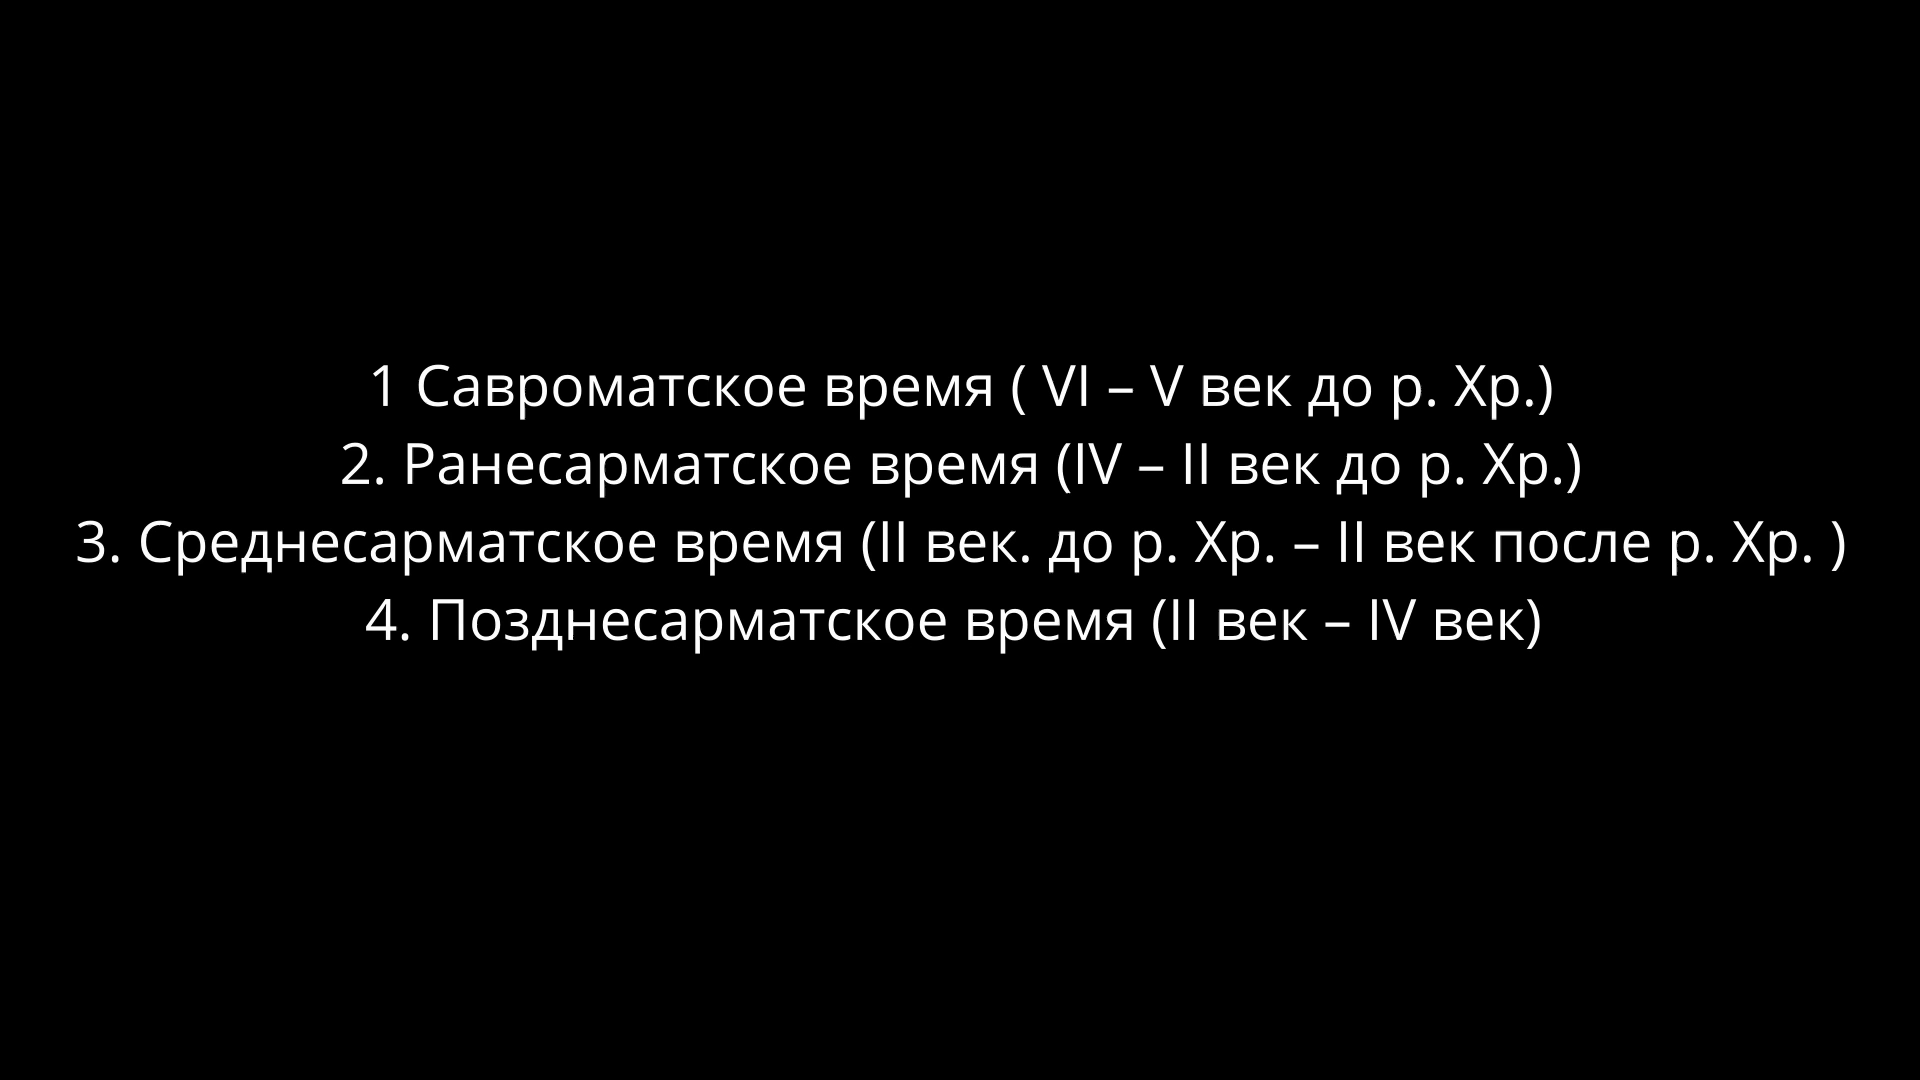 1 Савроматское время ( VI – V век до р. Хр.)
2. Ранесарматское время (IV – II век до р. Хр.)
3. Среднесарматское время (II век. до р. Хр. – II век после р. Хр. )
4. Позднесарматское время (II век – IV век)